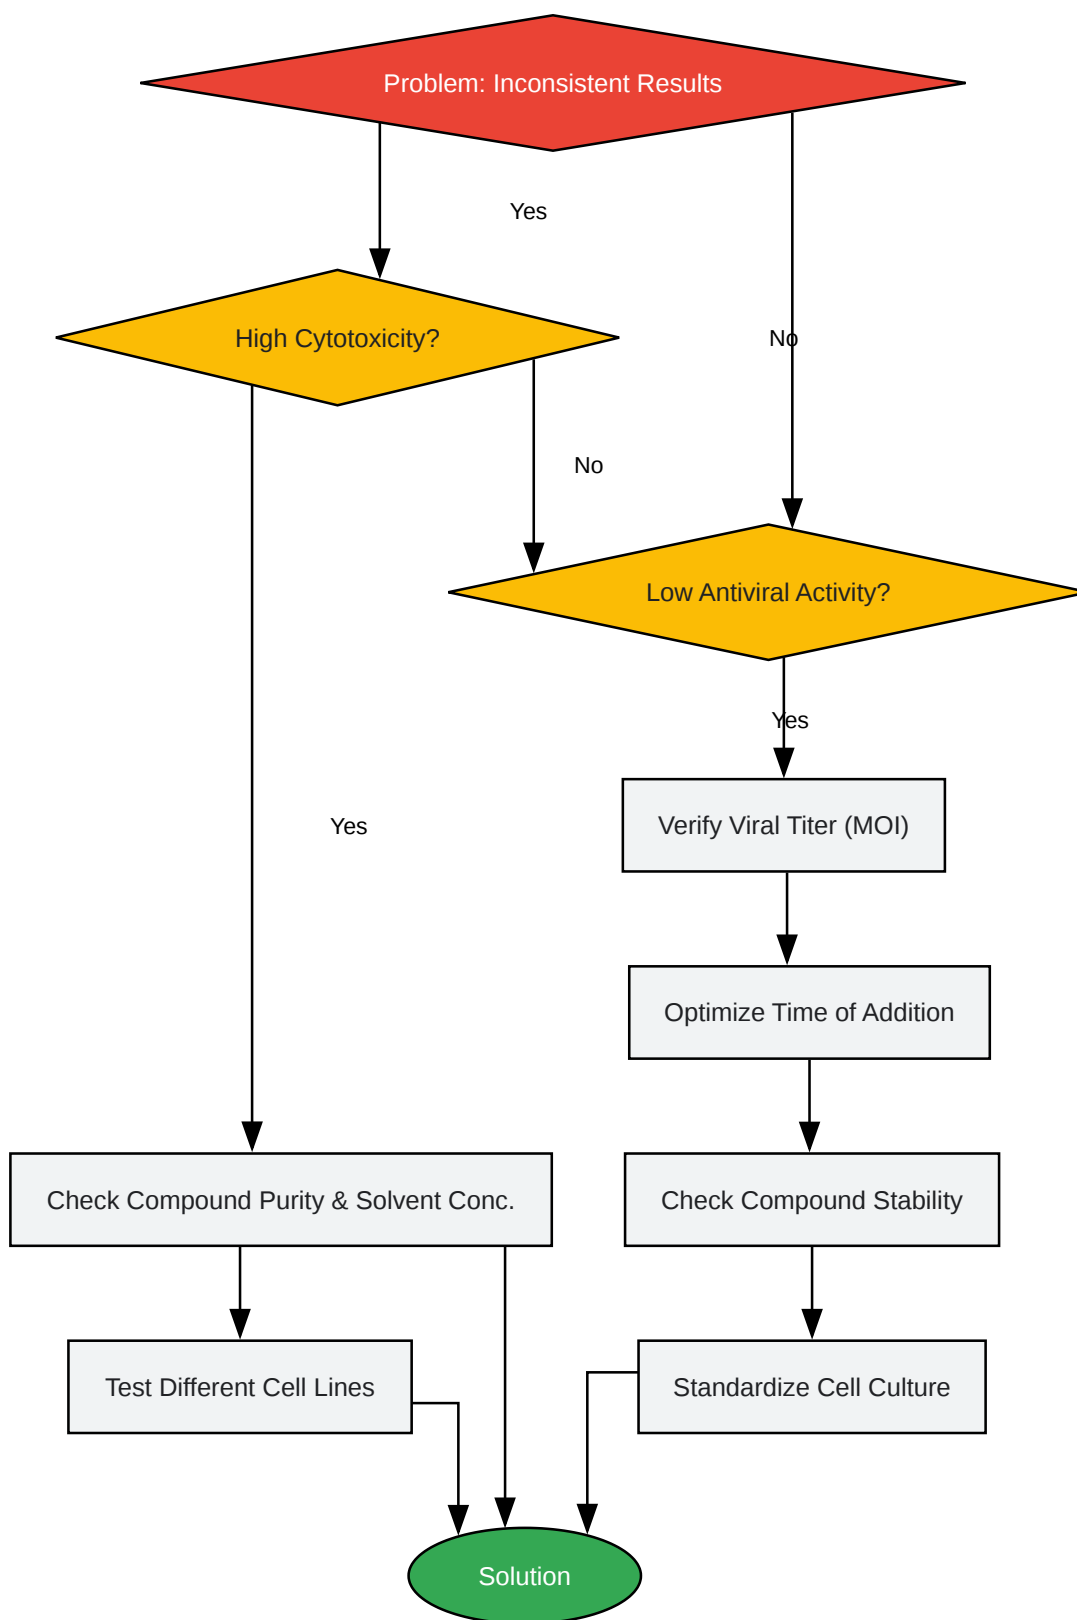 Problem: Inconsistent Results
Yes
High Cytotoxicity?
No
No
Low Antiviral Activity?
Yes
Verify Viral Titer (MOI)
Yes
Optimize Time of Addition
Check Compound Purity & Solvent Conc.
Check Compound Stability
Test Different Cell Lines
Standardize Cell Culture
Solution